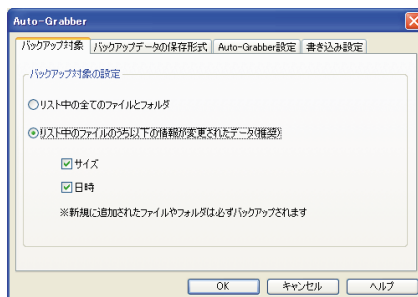 Auto-Grabber
バックアップ対象 バックアップデータの保存形式 Auto-Grabber設定 書き込み設定
バックアップ対象の設定
リスト中の全てのファイルとフォルダ
リスト中のファイルのうち以下の情報が変更されたデータ(推奨)
サイズ
日時
※新規に追加されたファイルやフォルダは必ずバックアップされます
OK キャンセル ヘルプ